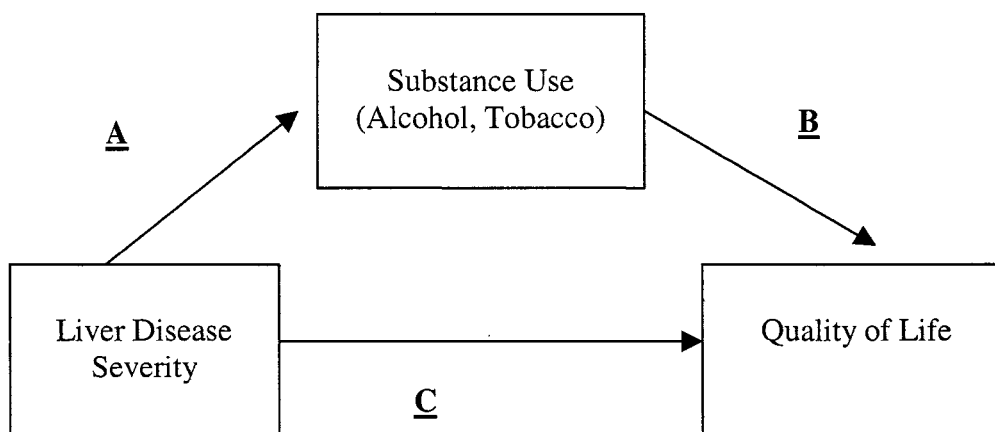 Substance Use
(Alcohol, Tobacco)
A
B
Liver Disease
Severity
Quality of Life
C